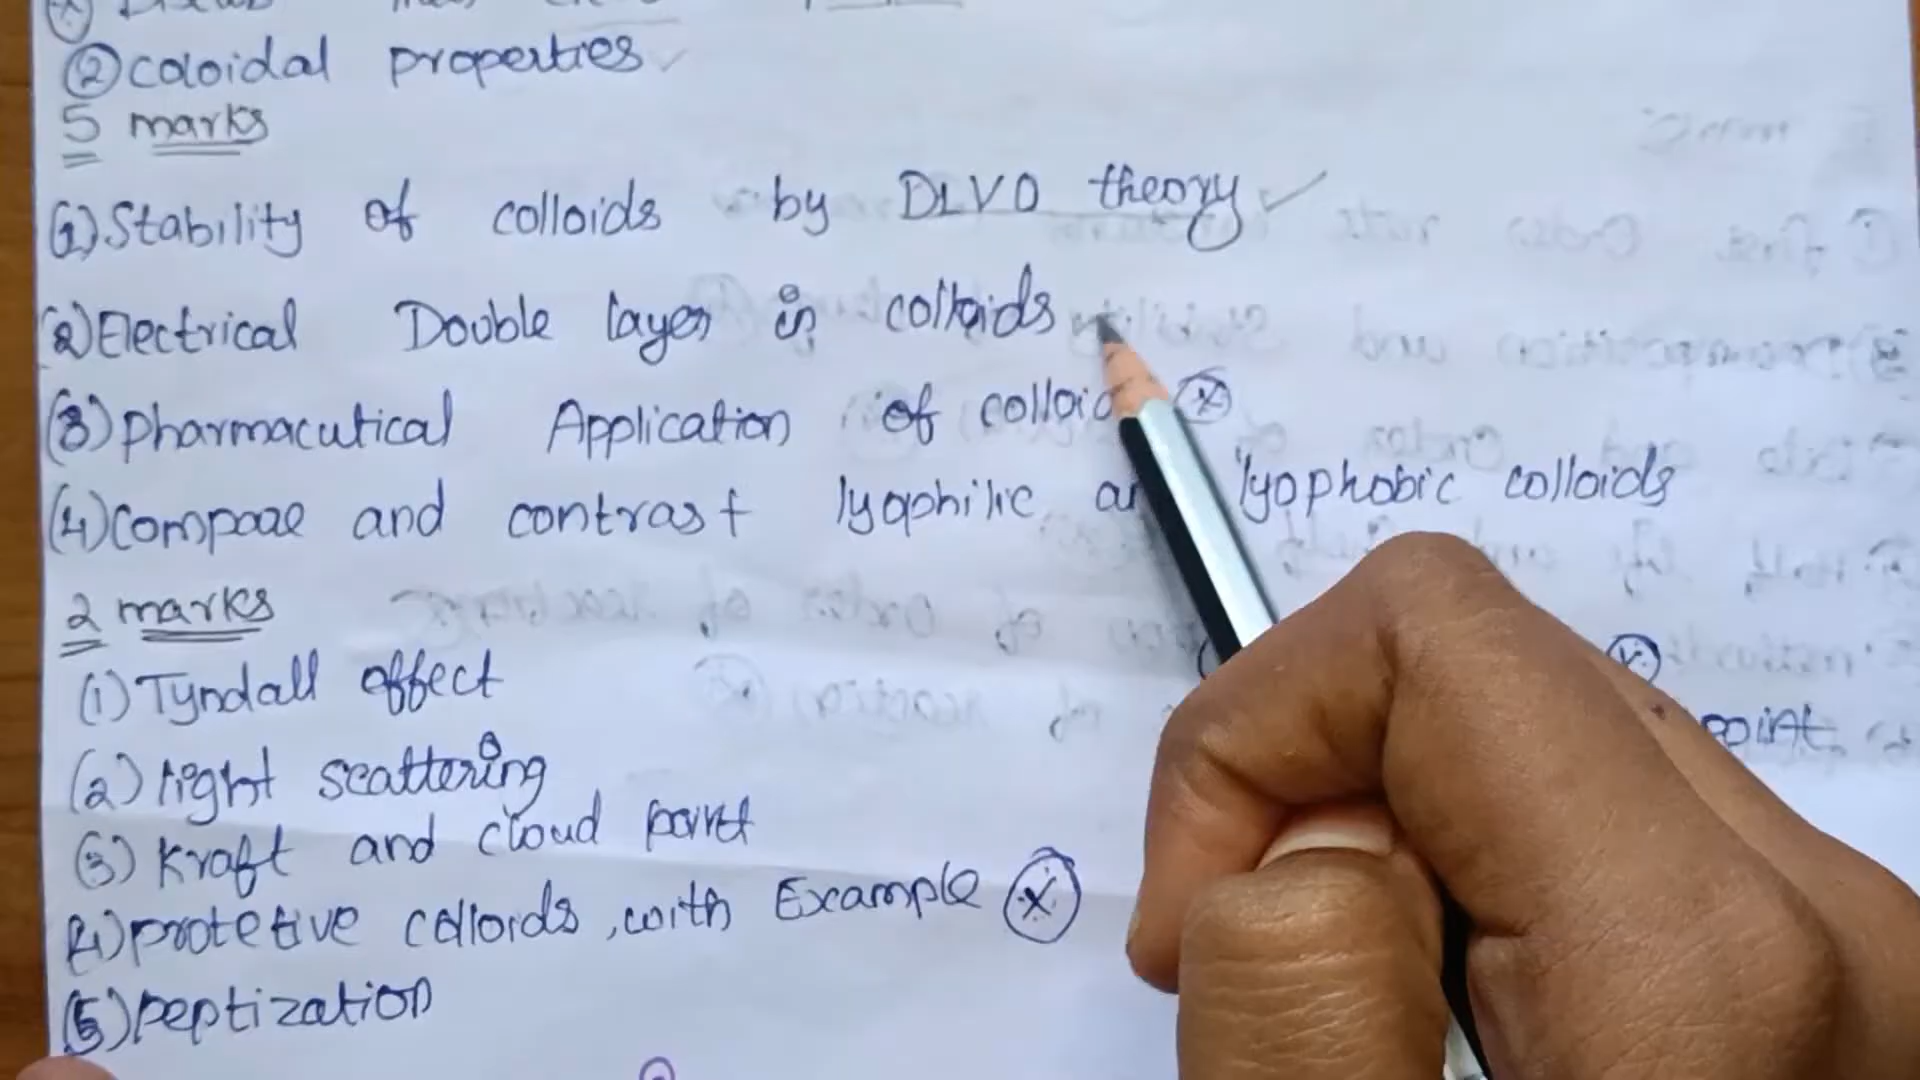 ② coloidal properties
5 marks
(1) Stability of colloids by DLVO theory ✓
(2) Electrical Double layer in colloids
(3) pharmacutical Application of colloid
(4) compare and contrast lyophilic an lyophobic colloids
2 marks
(1) Tyndall effect
(2) light scattering
(3) Kraft and cloud point
point
(4) protetive colloids, with Example
(5) peptization